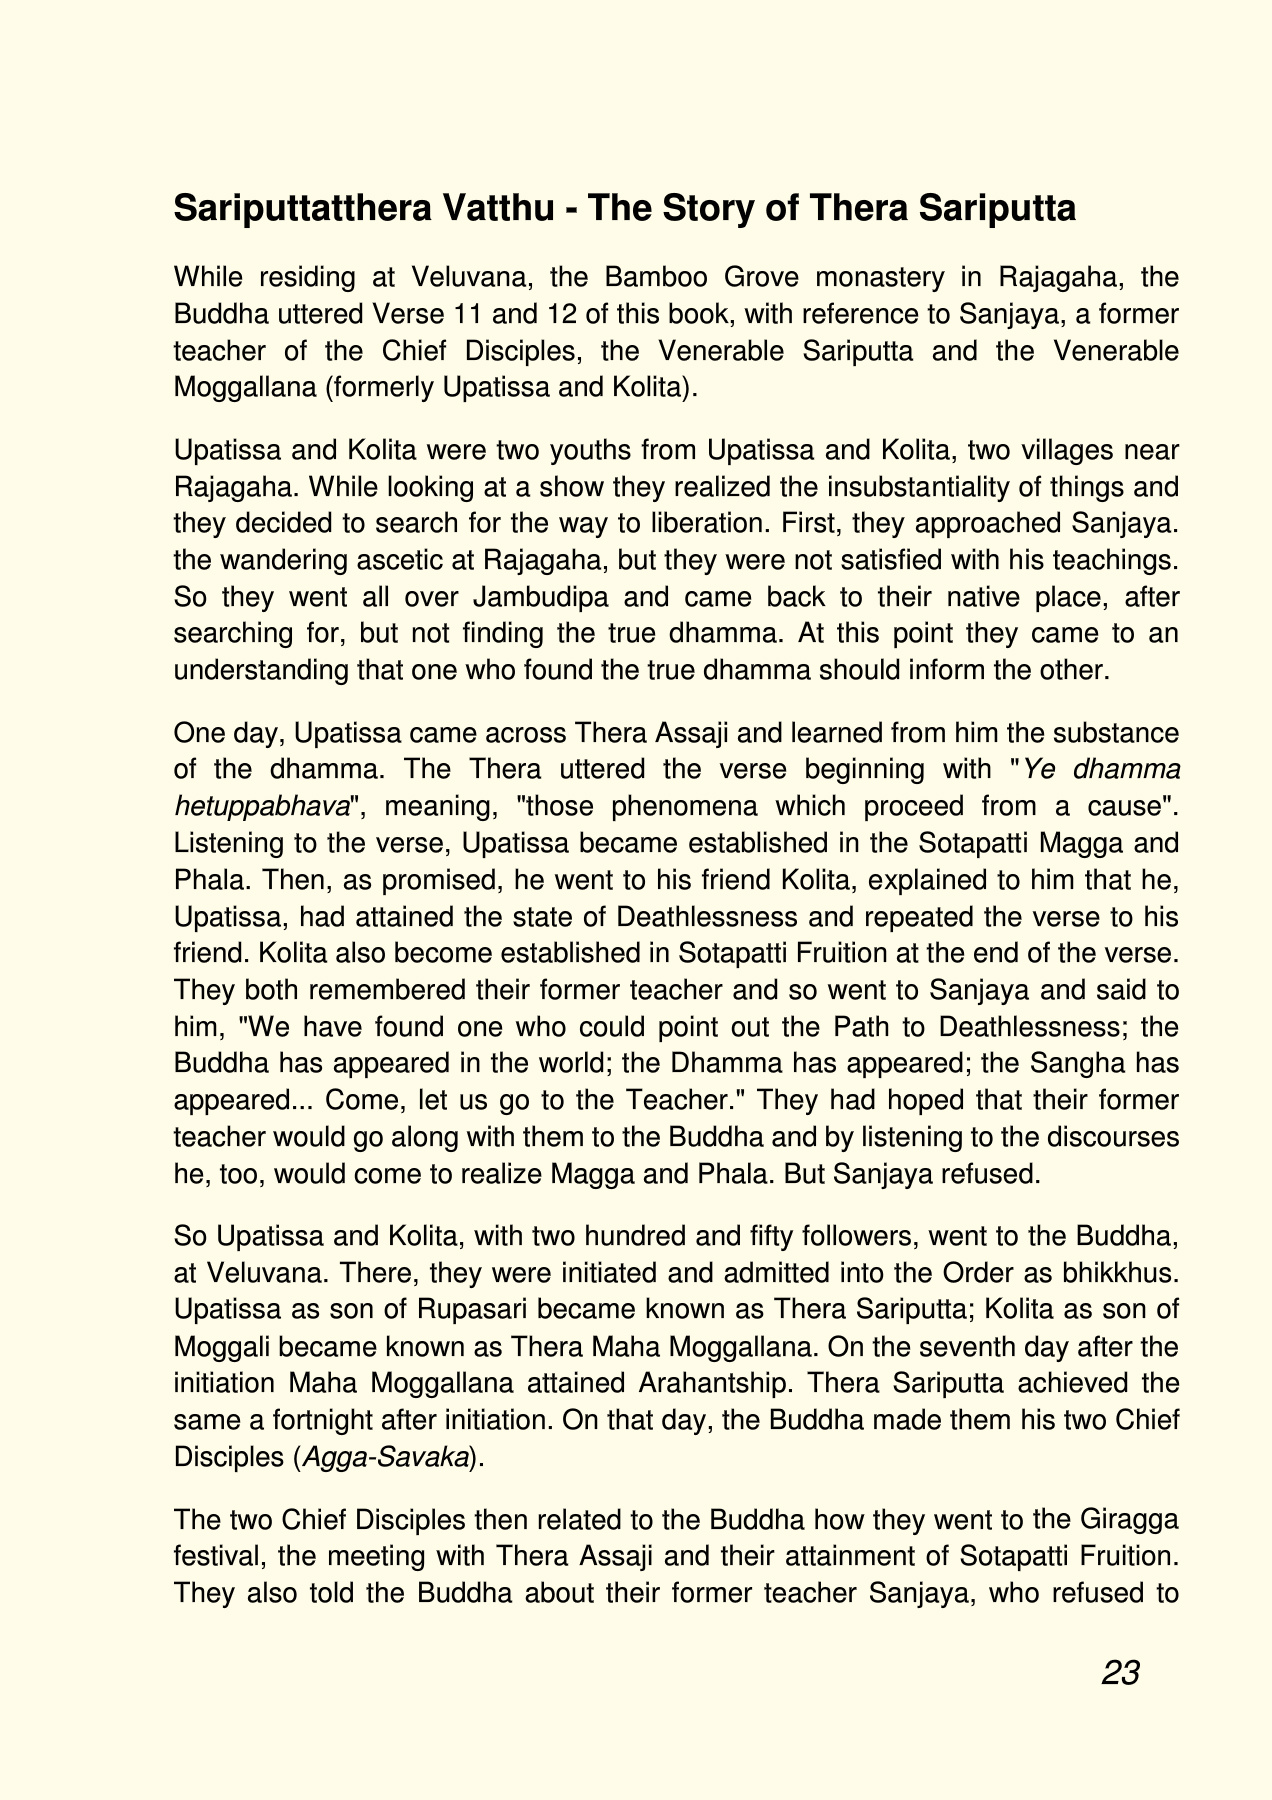 Sariputtatthera Vatthu - The Story of Thera Sariputta
While residing at Veluvana, the Bamboo Grove monastery in Rajagaha, the
Buddha uttered Verse 11 and 12 of this book, with reference to Sanjaya, a former
teacher of the Chief Disciples, the Venerable Sariputta and the Venerable
Moggallana (formerly Upatissa and Kolita).
Upatissa and Kolita were two youths from Upatissa and Kolita, two villages near
Rajagaha. While looking at a show they realized the insubstantiality of things and
they decided to search for the way to liberation. First, they approached Sanjaya.
the wandering ascetic at Rajagaha, but they were not satisfied with his teachings.
So they went all over Jambudipa and came back to their native place, after
searching for, but not finding the true dhamma. At this point they came to an
understanding that one who found the true dhamma should inform the other.
One day, Upatissa came across Thera Assaji and learned from him the substance
of the dhamma. The Thera uttered the verse beginning with "Ye dhamma
hetuppabhava", meaning, "those phenomena which proceed from a cause".
Listening to the verse, Upatissa became established in the Sotapatti Magga and
Phala. Then, as promised, he went to his friend Kolita, explained to him that he,
Upatissa, had attained the state of Deathlessness and repeated the verse to his
friend. Kolita also become established in Sotapatti Fruition at the end of the verse.
They both remembered their former teacher and so went to Sanjaya and said to
him, "We have found one who could point out the Path to Deathlessness; the
Buddha has appeared in the world; the Dhamma has appeared; the Sangha has
appeared... Come, let us go to the Teacher." They had hoped that their former
teacher would go along with them to the Buddha and by listening to the discourses
he, too, would come to realize Magga and Phala. But Sanjaya refused.
So Upatissa and Kolita, with two hundred and fifty followers, went to the Buddha,
at Veluvana. There, they were initiated and admitted into the Order as bhikkhus.
Upatissa as son of Rupasari became known as Thera Sariputta; Kolita as son of
Moggali became known as Thera Maha Moggallana. On the seventh day after the
initiation Maha Moggallana attained Arahantship. Thera Sariputta achieved the
same a fortnight after initiation. On that day, the Buddha made them his two Chief
Disciples (Agga-Savaka).
The two Chief Disciples then related to the Buddha how they went to the Giragga
festival, the meeting with Thera Assaji and their attainment of Sotapatti Fruition.
They also told the Buddha about their former teacher Sanjaya, who refused to
23